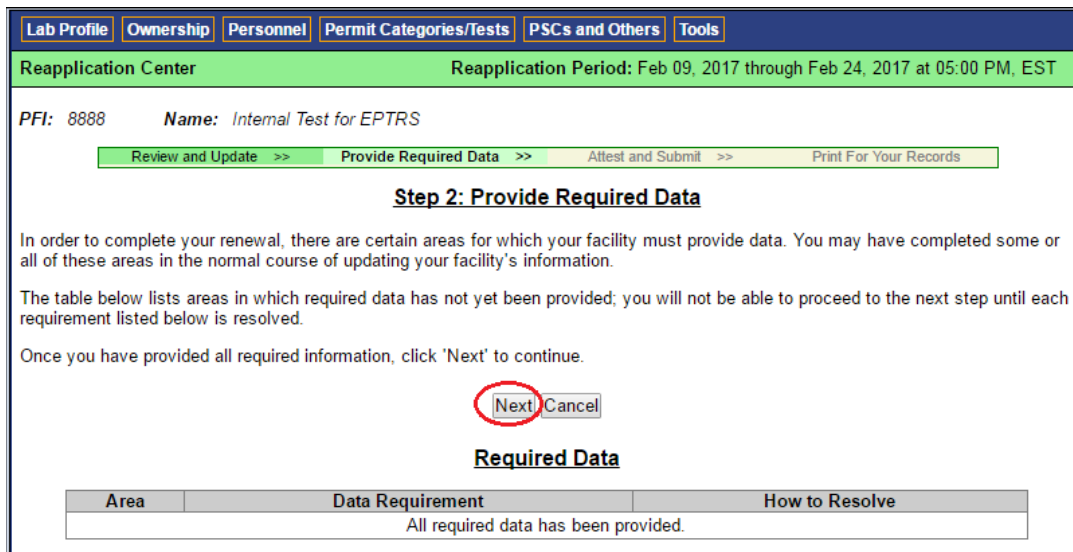 Lab Profile Ownership Personnel Permit Categories/Tests PSCs and Others Tools
Reapplication Center Reapplication Period: Feb 09, 2017 through Feb 24, 2017 at 05:00 PM, EST
PFI: 8888 Name: Internal Test for EPTRS
Review and Update >> Provide Required Data >> Attest and Submit >> Print For Your Records
Step 2: Provide Required Data
In order to complete your renewal, there are certain areas for which your facility must provide data. You may have completed some or
all of these areas in the normal course of updating your facility's information.
The table below lists areas in which required data has not yet been provided; you will not be able to proceed to the next step until each
requirement listed below is resolved.
Once you have provided all required information, click 'Next' to continue.
Next Cancel
Required Data
Area Data Requirement How to Resolve
All required data has been provided.